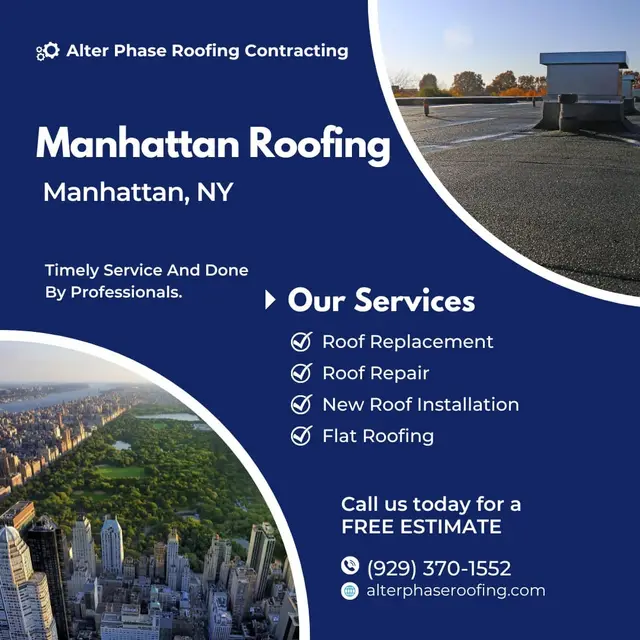 Alter Phase Roofing Contracting
Manhattan Roofing
Manhattan, NY
Timely Service And Done
By Professionals.
Our Services
Roof Replacement
Roof Repair
New Roof Installation
Flat Roofing
Call us today for a
FREE ESTIMATE
(929) 370-1552
alterphaseroofing.com